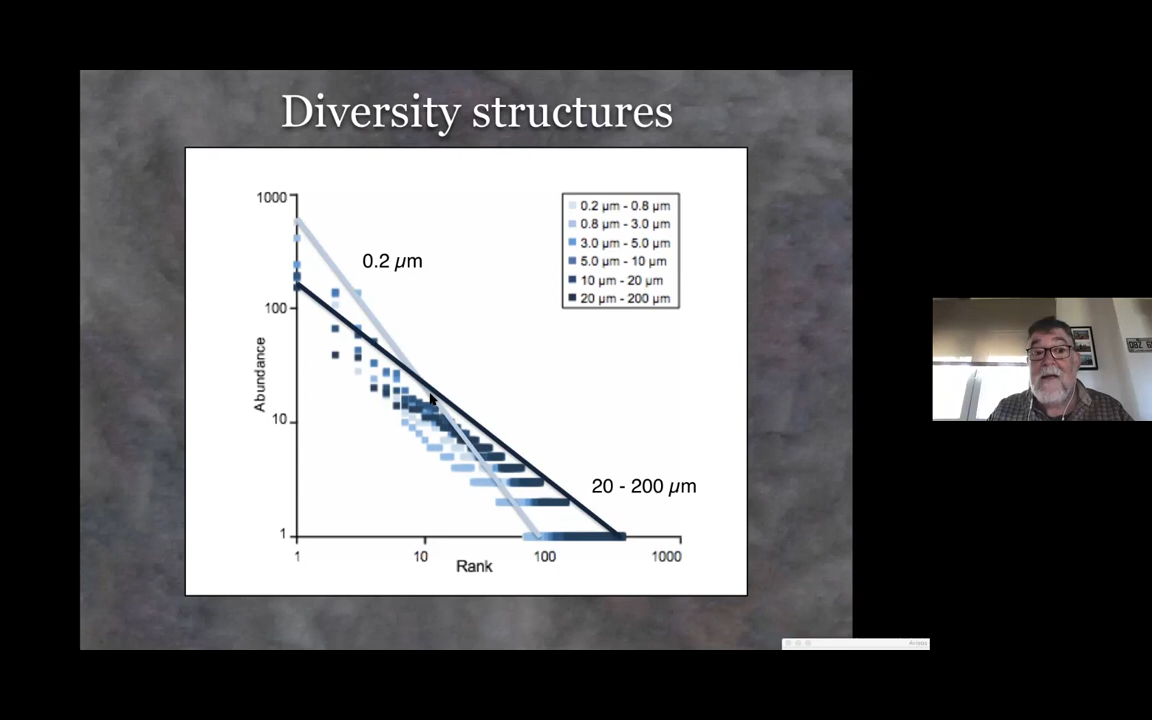 Diversity structures
1000
100
10
1
Abundance
0.2 µm
0.2 µm - 0.8 µm
0.8 µm - 3.0 µm
3.0 µm - 5.0 µm
5.0 µm - 10 µm
10 µm - 20 µm
20 µm - 200 µm
20 - 200 µm
1
10
100
1000
Rank